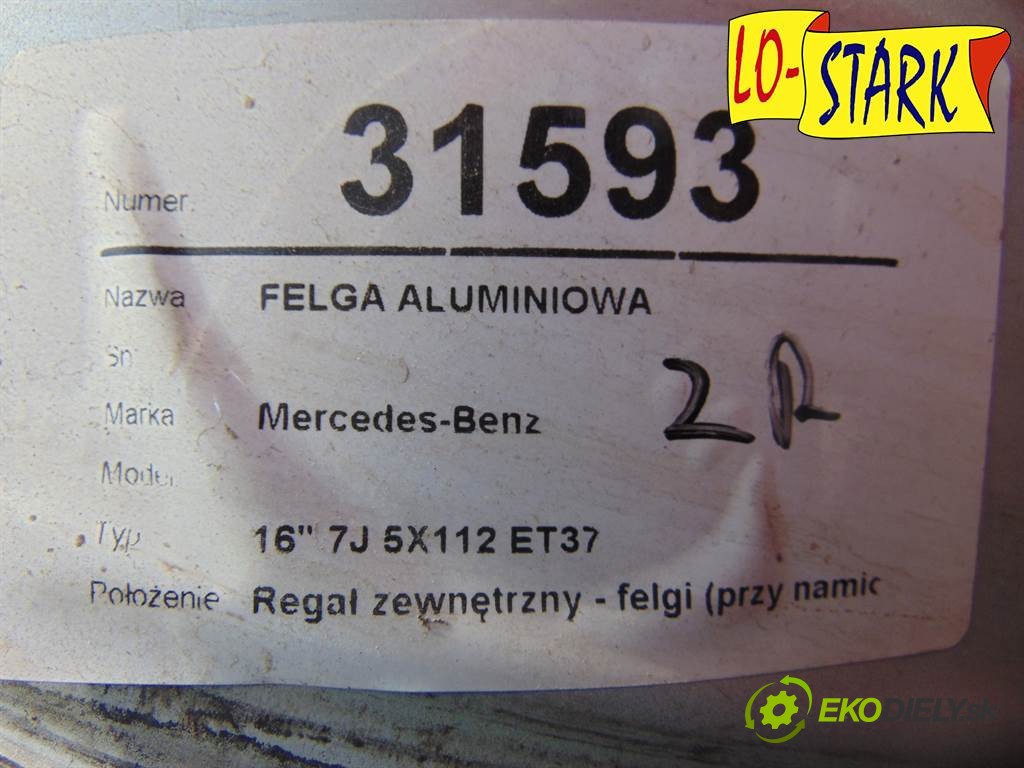 LO-STARK
Numer. 31593
Nazwa FELGA ALUMINIOWA
Sn
Marka Mercedes-Benz
Model
Typ 16" 7J 5X112 ET37
Położenie Regał zewnętrzny - felgi (przy namic
EKODIELY.sk